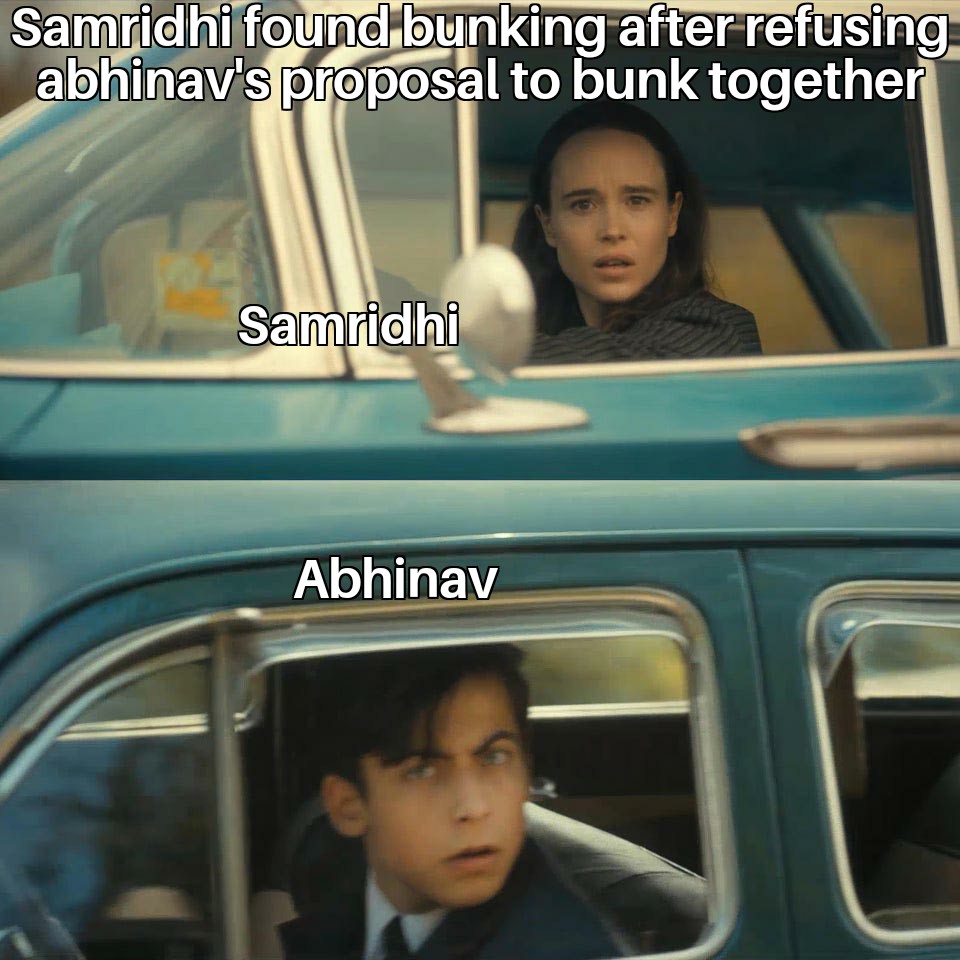 Samridhi found bunking after refusing
abhinav's proposal to bunk together
Samridhi
Abhinav